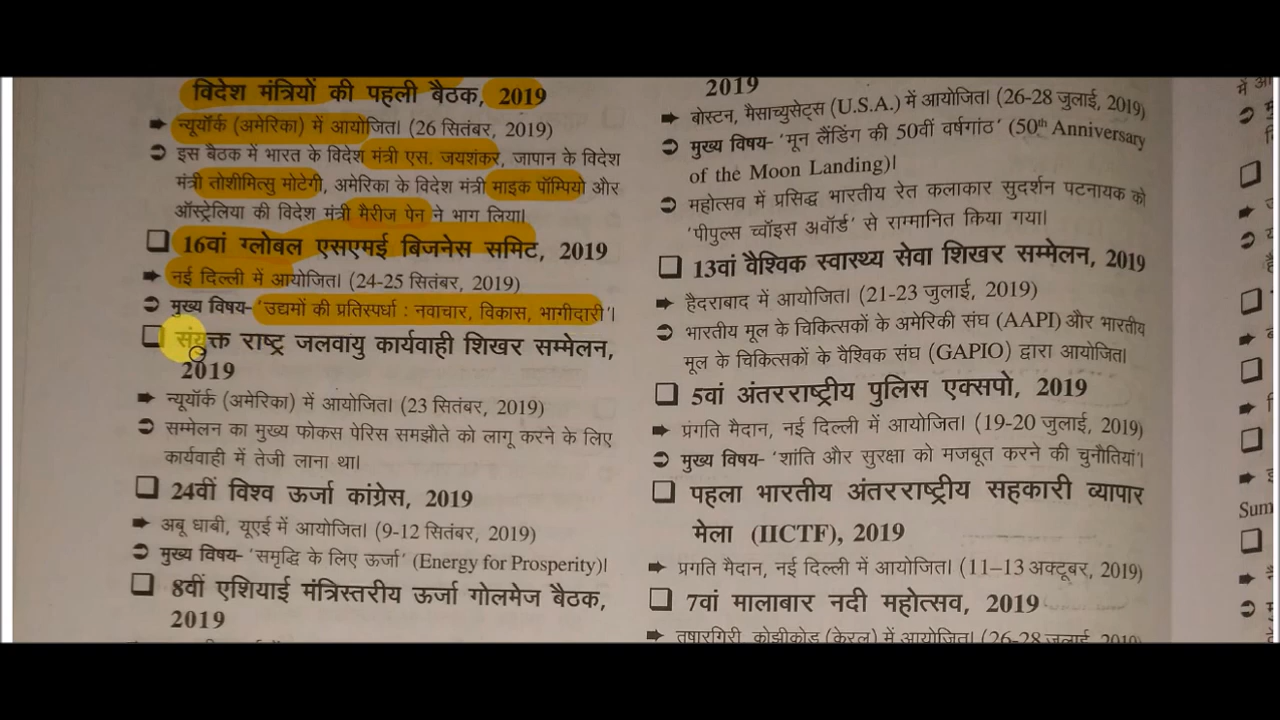 विदेश मंत्रियों की पहली बैठक, 2019
न्यूयॉर्क (अमेरिका) में आयोजित। (26 सितंबर, 2019)
इस बैठक में भारत के विदेश मंत्री एस. जयशंकर, जापान के विदेश
मंत्री तोशीमित्सु मोटेगी, अमेरिका के विदेश मंत्री माइक पॉम्पियो और
ऑस्ट्रेलिया की विदेश मंत्री मैरीज पेन ने भाग लिया।
16वां ग्लोबल एसएमई बिजनेस समिट, 2019
नई दिल्ली में आयोजित। (24-25 सितंबर, 2019)
मुख्य विषय- 'उद्यमों की प्रतिस्पर्धा : नवाचार, विकास, भागीदारी'।
संयुक्त राष्ट्र जलवायु कार्यवाही शिखर सम्मेलन,
2019
न्यूयॉर्क (अमेरिका) में आयोजित। (23 सितंबर, 2019)
सम्मेलन का मुख्य फोकस पेरिस समझौते को लागू करने के लिए
कार्यवाही में तेजी लाना था।
24वीं विश्व ऊर्जा कांग्रेस, 2019
अबू धाबी, यूएई में आयोजित। (9-12 सितंबर, 2019)
मुख्य विषय- 'समृद्धि के लिए ऊर्जा' (Energy for Prosperity)।
8वीं एशियाई मंत्रिस्तरीय ऊर्जा गोलमेज बैठक,
2019
2019
बोस्टन, मैसाच्युसेट्स (U.S.A.) में आयोजित। (26-28 जुलाई, 2019)
मुख्य विषय- 'मून लैंडिंग की 50वीं वर्षगांठ' (50th Anniversary
of the Moon Landing)।
महोत्सव में प्रसिद्ध भारतीय रेत कलाकार सुदर्शन पटनायक को
'पीपुल्स च्वॉइस अवॉर्ड' से राम्मानित किया गया।
13वां वैश्विक स्वास्थ्य सेवा शिखर सम्मेलन, 2019
हैदराबाद में आयोजित। (21-23 जुलाई, 2019)
भारतीय मूल के चिकित्सकों के अमेरिकी संघ (AAPI) और भारतीय
मूल के चिकित्सकों के वैश्विक संघ (GAPIO) द्वारा आयोजित।
5वां अंतरराष्ट्रीय पुलिस एक्सपो, 2019
प्रंगति मैदान, नई दिल्ली में आयोजित। (19-20 जुलाई, 2019)
मुख्य विषय- 'शांति और सुरक्षा को मजबूत करने की चुनौतियां'।
पहला भारतीय अंतरराष्ट्रीय सहकारी व्यापार
मेला (IICTF), 2019
प्रगति मैदान, नई दिल्ली में आयोजित। (11–13 अक्टूबर, 2019)
7वां मालाबार नदी महोत्सव, 2019
तुषारगिरी, कोझीकोड (केरल) में आयोजित। (26-28 जुलाई, 2019)
में
Sum